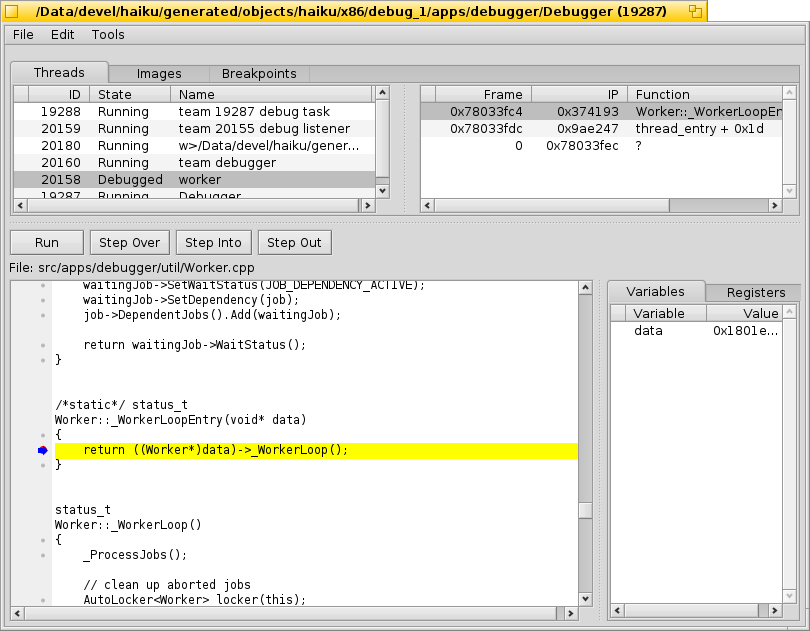 /Data/devel/haiku/generated/objects/haiku/x86/debug_1/apps/debugger/Debugger (19287)
File Edit Tools
Threads Images Breakpoints
ID State Name
19288 Running team 19287 debug task
20159 Running team 20155 debug listener
20180 Running w>/Data/devel/haiku/gener...
20160 Running team debugger
20158 Debugged worker
19287 Running Debugger
Frame IP Function
0x78033fc4 0x374193 Worker::_WorkerLoopEn
0x78033fdc 0x9ae247 thread_entry + 0x1d
0 0x78033fec ?
Run Step Over Step Into Step Out
File: src/apps/debugger/util/Worker.cpp
waitingJob->SetWaitStatus(JOB_DEPENDENCY_ACTIVE);
waitingJob->SetDependency(job);
job->DependentJobs().Add(waitingJob);
return waitingJob->WaitStatus();
}
/*static*/ status_t
Worker::_WorkerLoopEntry(void* data)
{
return ((Worker*)data)->_WorkerLoop();
}
status_t
Worker::_WorkerLoop()
{
_ProcessJobs();
// clean up aborted jobs
AutoLocker<Worker> locker(this);
Variables Registers
Variable Value
data 0x1801e...